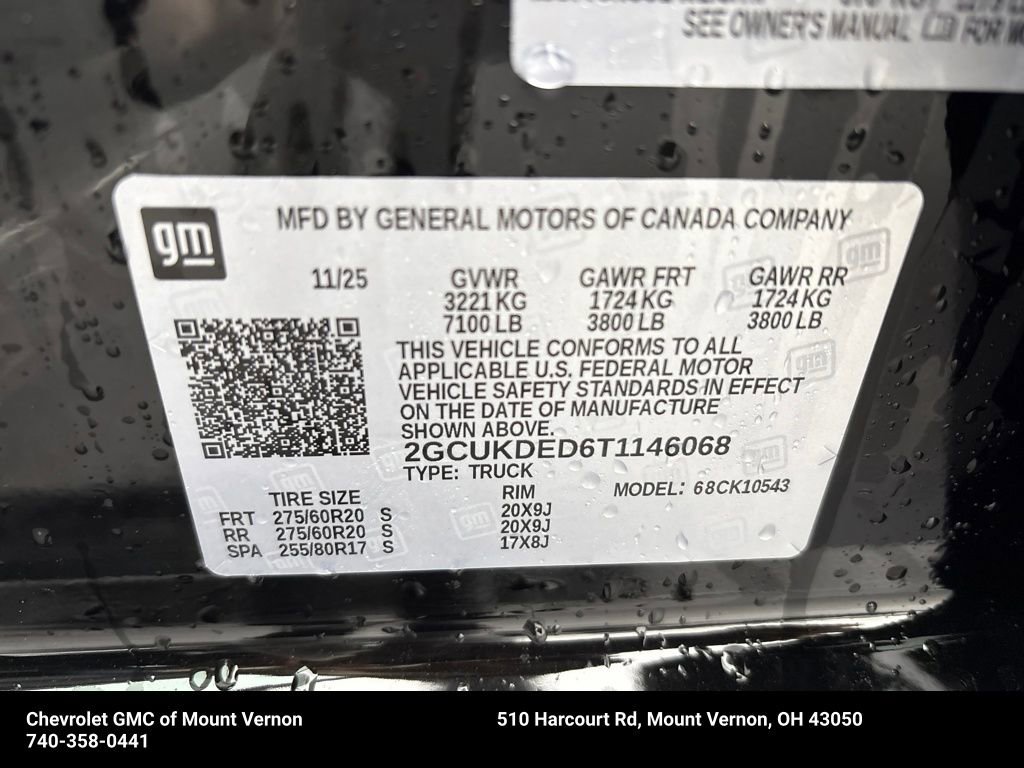 SEE OWNER'S MANUAL FOR
gm
MFD BY GENERAL MOTORS OF CANADA COMPANY
11/25 GVWR GAWR FRT GAWR RR
3221 KG 1724 KG 1724 KG
7100 LB 3800 LB 3800 LB
THIS VEHICLE CONFORMS TO ALL
APPLICABLE U.S. FEDERAL MOTOR
VEHICLE SAFETY STANDARDS IN EFFECT
ON THE DATE OF MANUFACTURE
SHOWN ABOVE.
2GCUKDED6T1146068
TYPE: TRUCK
MODEL: 68CK10543
TIRE SIZE RIM
FRT 275/60R20 S 20X9J
RR 275/60R20 S 20X9J
SPA 255/80R17 S 17X8J
Chevrolet GMC of Mount Vernon
740-358-0441
510 Harcourt Rd, Mount Vernon, OH 43050